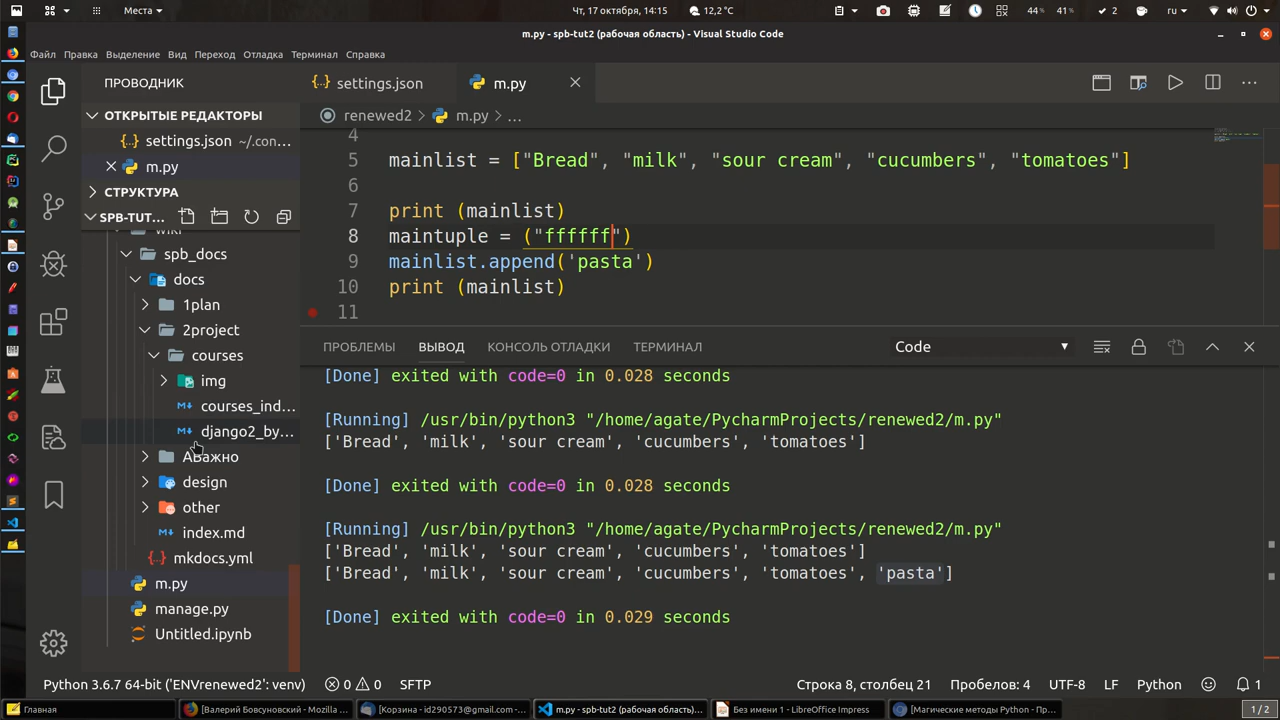 Места
Чт, 17 октября, 14:15
12,2°C
44%
41%
2
ru
m.py - spb-tut2 (рабочая область) - Visual Studio Code
Файл Правка Выделение Вид Переход Отладка Терминал Справка
ПРОВОДНИК
settings.json
m.py
ОТКРЫТЫЕ РЕДАКТОРЫ
settings.json ~/.con...
m.py
СТРУКТУРА
SPB-TUT...
wiki
spb_docs
docs
1plan
2project
courses
img
courses_ind...
django2_by...
АВажно
design
other
index.md
mkdocs.yml
m.py
manage.py
Untitled.ipynb
renewed2 > m.py > ...
4
5 mainlist = ["Bread", "milk", "sour cream", "cucumbers", "tomatoes"]
6
7 print (mainlist)
8 maintuple = ("ffffff")
9 mainlist.append('pasta')
10 print (mainlist)
11
ПРОБЛЕМЫ ВЫВОД КОНСОЛЬ ОТЛАДКИ ТЕРМИНАЛ
Code
[Done] exited with code=0 in 0.028 seconds
[Running] /usr/bin/python3 "/home/agate/PycharmProjects/renewed2/m.py"
['Bread', 'milk', 'sour cream', 'cucumbers', 'tomatoes']
[Done] exited with code=0 in 0.028 seconds
[Running] /usr/bin/python3 "/home/agate/PycharmProjects/renewed2/m.py"
['Bread', 'milk', 'sour cream', 'cucumbers', 'tomatoes']
['Bread', 'milk', 'sour cream', 'cucumbers', 'tomatoes', 'pasta']
[Done] exited with code=0 in 0.029 seconds
Python 3.6.7 64-bit ('ENVrenewed2': venv)
0
0
SFTP
Строка 8, столбец 21
Пробелов: 4
UTF-8
LF
Python
1
Главная
[Валерий Бовсуновский - Mozilla ...
[Корзина - id290573@gmail.com - ...
m.py - spb-tut2 (рабочая область)...
Без имени 1 - LibreOffice Impress
[Магические методы Python - Пр...
1/2